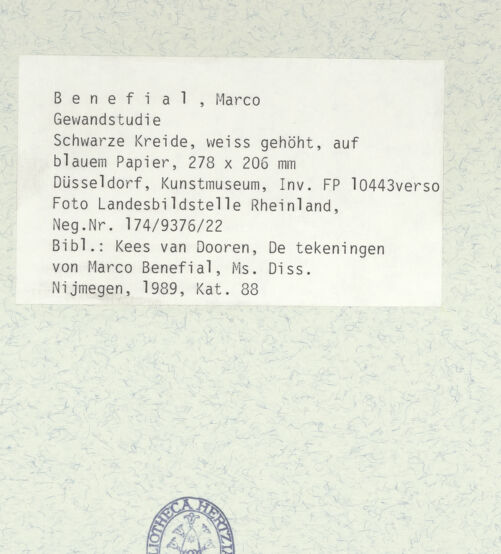 B e n e f i a l , Marco
Gewandstudie
Schwarze Kreide, weiss gehöht, auf
blauem Papier, 278 x 206 mm
Düsseldorf, Kunstmuseum, Inv. FP 10443verso
Foto Landesbildstelle Rheinland,
Neg.Nr. 174/9376/22
Bibl.: Kees van Dooren, De tekeningen
von Marco Benefial, Ms. Diss.
Nijmegen, 1989, Kat. 88
LIOTHECA HERTZI